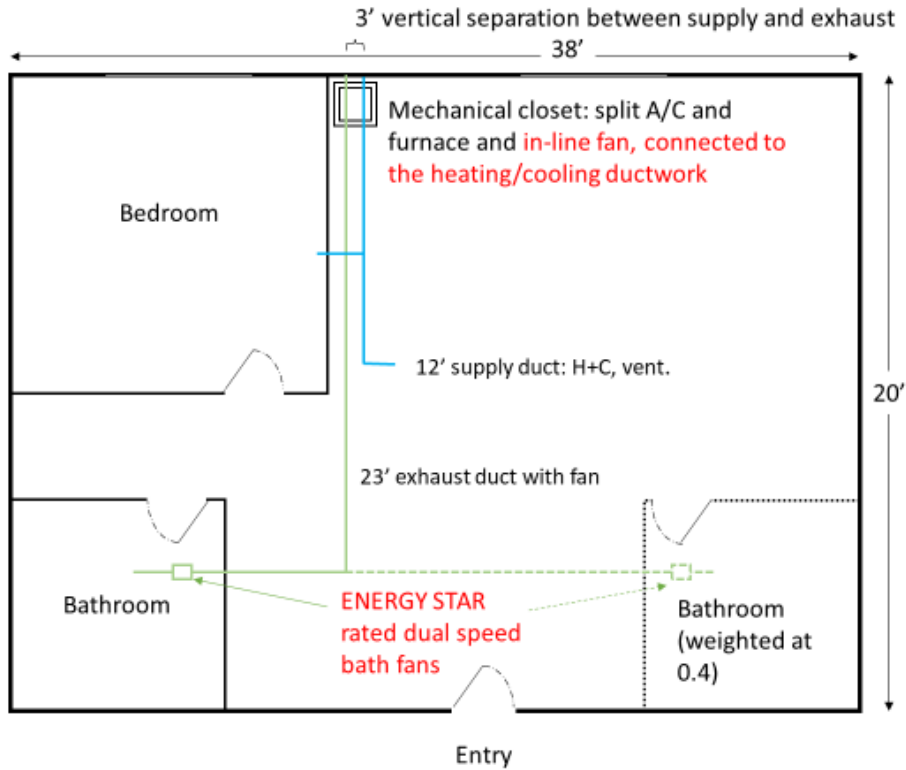 3’ vertical separation between supply and exhaust
38’
Mechanical closet: split A/C and
furnace and in-line fan, connected to
the heating/cooling ductwork
Bedroom
12’ supply duct: H+C, vent.
20’
23’ exhaust duct with fan
Bathroom
ENERGY STAR
rated dual speed
bath fans
Bathroom
(weighted at
0.4)
Entry